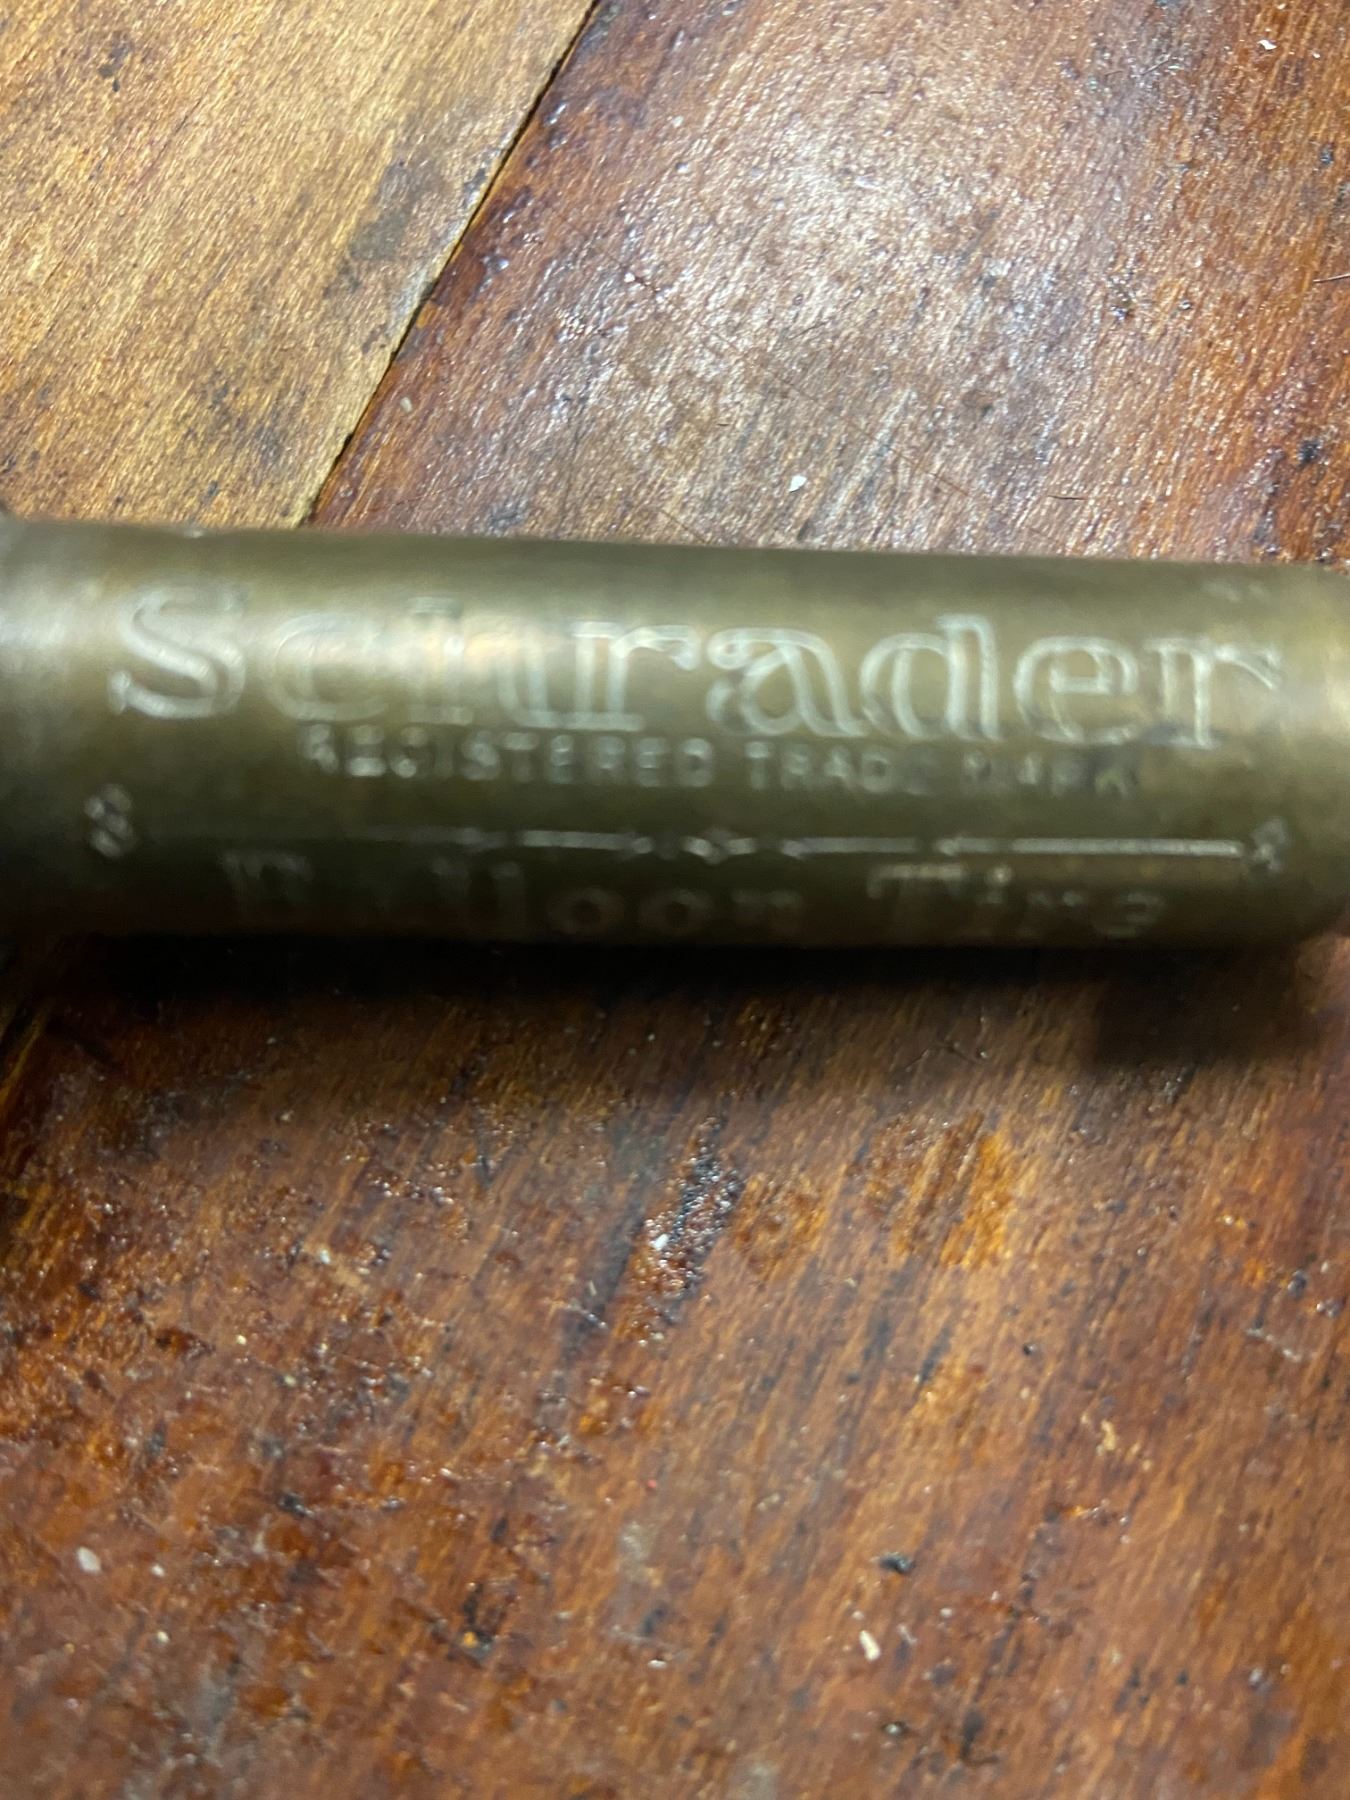 Schrader
REGISTERED TRADE MARK
Balloon Tire